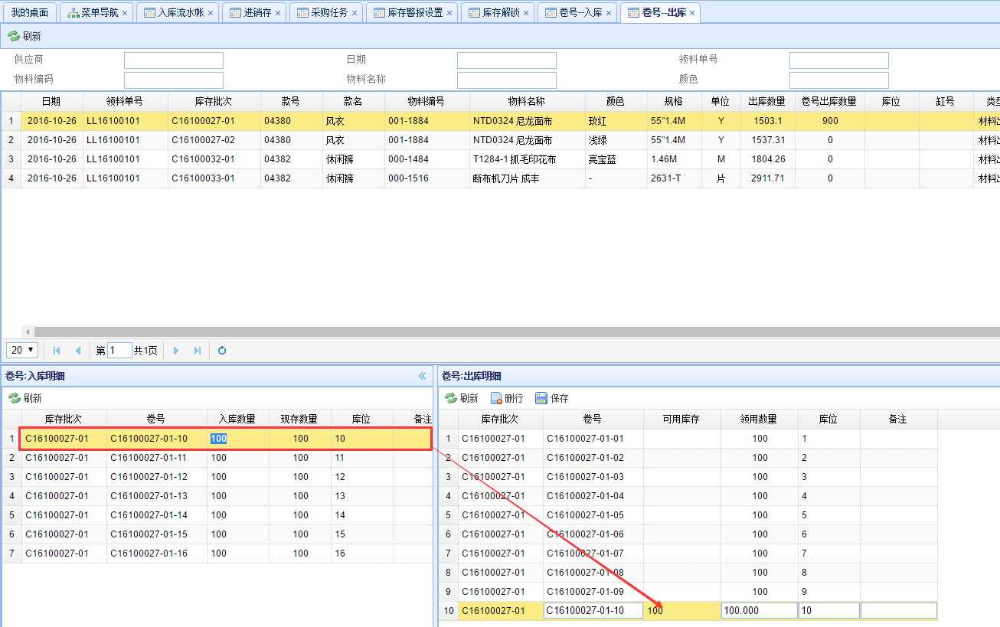 我的桌面 菜单导航 × 入库流水帐 × 进销存 × 采购任务 × 库存警报设置 × 库存解锁 × 卷号--入库 × 卷号--出库 ×
刷新
供应商 日期 领料单号
物料编码 物料名称 颜色
日期 领料单号 库存批次 款号 款名 物料编号 物料名称 颜色 规格 单位 出库数量 卷号出库数量 库位 缸号
1 2016-10-26 LL16100101 C16100027-01 04380 风衣 001-1884 NTD0324 尼龙面布 玫红 55"1.4M Y 1503.1 900 材料
2 2016-10-26 LL16100101 C16100027-02 04380 风衣 001-1884 NTD0324 尼龙面布 浅绿 55"1.4M Y 1537.31 0 材料
3 2016-10-26 LL16100101 C16100032-01 04382 休闲裤 000-1484 T1284-1 抓毛印花布 亮宝蓝 1.46M M 1804.26 0 材料
4 2016-10-26 LL16100101 C16100033-01 04382 休闲裤 000-1516 断布机刀片 成丰 - 2631-T 片 2911.71 0 材料
20 第 1 共1页
卷号:入库明细
刷新
库存批次 卷号 入库数量 现存数量 库位 备注
1 C16100027-01 C16100027-01-10 100 100 10
2 C16100027-01 C16100027-01-11 100 100 11
3 C16100027-01 C16100027-01-12 100 100 12
4 C16100027-01 C16100027-01-13 100 100 13
5 C16100027-01 C16100027-01-14 100 100 14
6 C16100027-01 C16100027-01-15 100 100 15
7 C16100027-01 C16100027-01-16 100 100 16
卷号:出库明细
刷新 删行 保存
库存批次 卷号 可用库存 领用数量 库位 备注
1 C16100027-01 C16100027-01-01 100 1
2 C16100027-01 C16100027-01-02 100 2
3 C16100027-01 C16100027-01-03 100 3
4 C16100027-01 C16100027-01-04 100 4
5 C16100027-01 C16100027-01-05 100 5
6 C16100027-01 C16100027-01-06 100 6
7 C16100027-01 C16100027-01-07 100 7
8 C16100027-01 C16100027-01-08 100 8
9 C16100027-01 C16100027-01-09 100 9
10 C16100027-01 C16100027-01-10 100 100.000 10